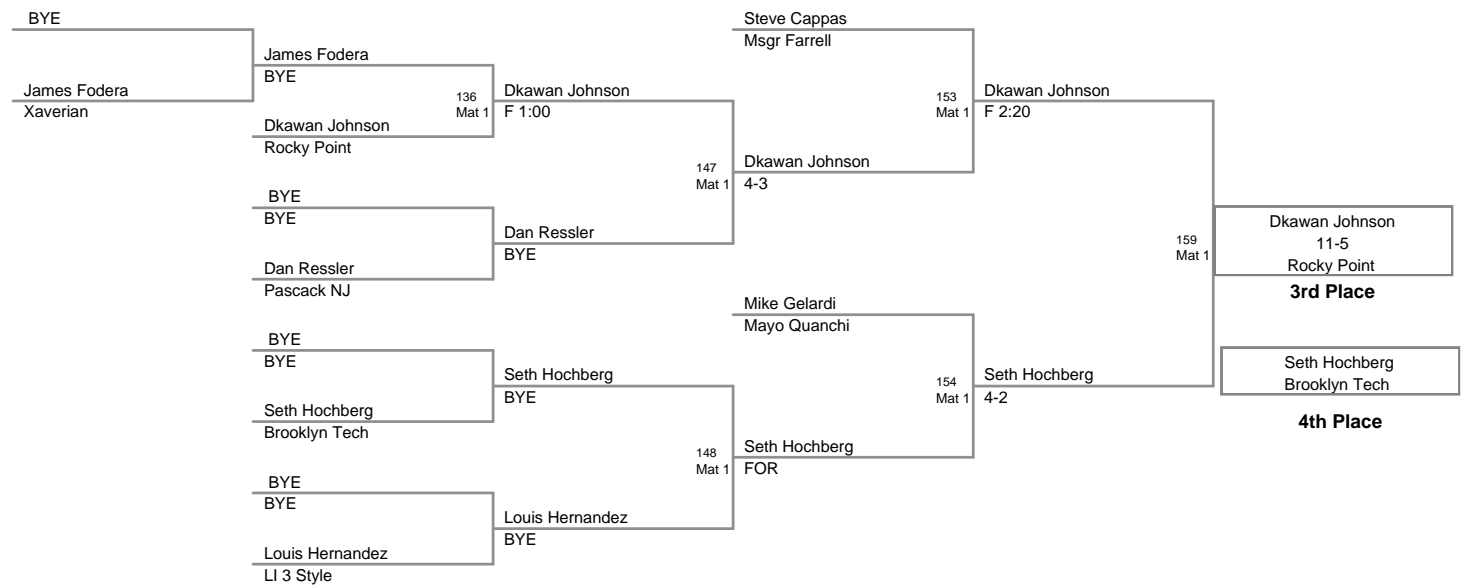 BYE
James Fodera
Xaverian
James Fodera
BYE
136
Mat 1
Dkawan Johnson
Rocky Point
BYE
BYE
Dan Ressler
Pascack NJ
BYE
BYE
Seth Hochberg
Brooklyn Tech
BYE
BYE
Louis Hernandez
LI 3 Style
Dkawan Johnson
F 1:00
147
Mat 1
Dan Ressler
BYE
Seth Hochberg
BYE
148
Mat 1
Louis Hernandez
BYE
Steve Cappas
Msgr Farrell
153
Mat 1
Dkawan Johnson
4-3
Mike Gelardi
Mayo Quanchi
154
Mat 1
Seth Hochberg
FOR
Dkawan Johnson
F 2:20
159
Mat 1
Seth Hochberg
4-2
Dkawan Johnson
11-5
Rocky Point
3rd Place
Seth Hochberg
Brooklyn Tech
4th Place